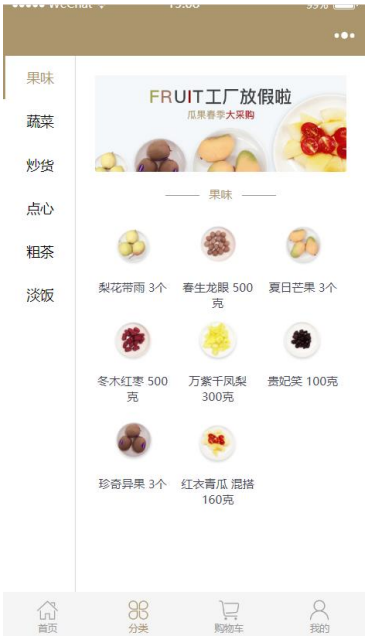 果味
蔬菜
炒货
点心
粗茶
淡饭
FRUIT工厂放假啦
瓜果春季大采购
果味
梨花带雨 3个
春生龙眼 500
克
夏日芒果 3个
冬木红枣 500
克
万紫千凤梨
300克
贵妃笑 100克
珍奇异果 3个
红衣青瓜 混搭
160克
首页
分类
购物车
我的